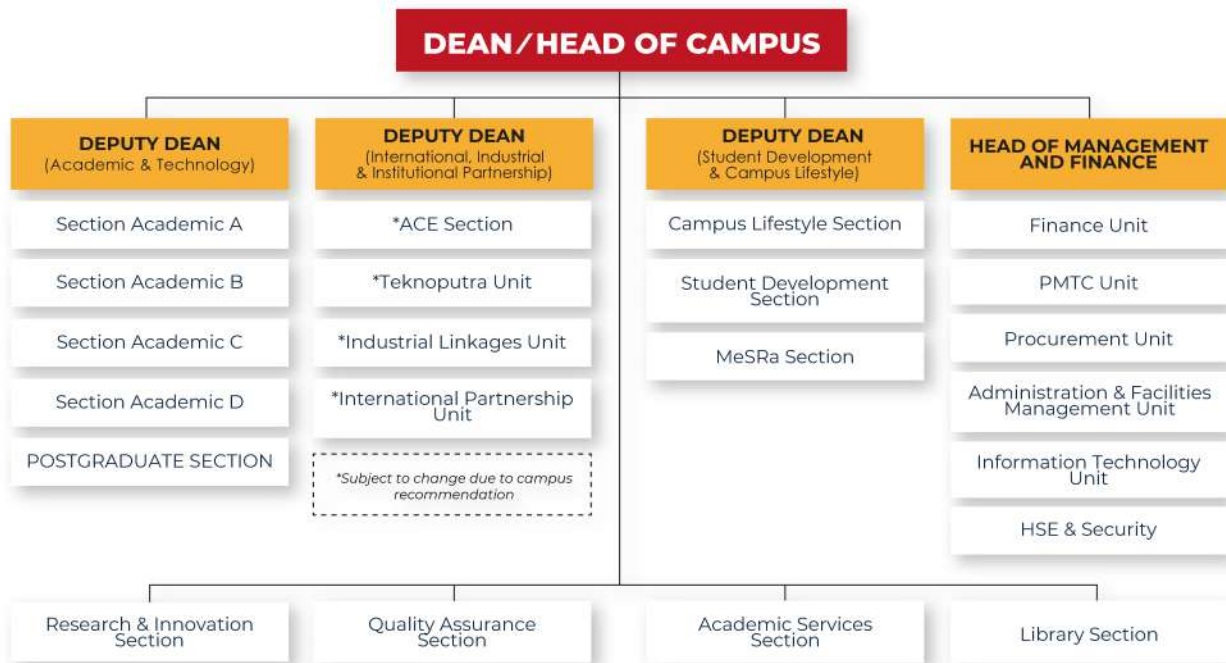 DEAN/HEAD OF CAMPUS
DEPUTY DEAN
(Academic & Technology)
Section Academic A
Section Academic B
Section Academic C
Section Academic D
POSTGRADUATE SECTION
DEPUTY DEAN
(International, Industrial
& Institutional Partnership)
*ACE Section
*Teknoputra Unit
*Industrial Linkages Unit
*International Partnership
Unit
*Subject to change due to campus
recommendation
DEPUTY DEAN
(Student Development
& Campus Lifestyle)
Campus Lifestyle Section
Student Development
Section
MeSRa Section
HEAD OF MANAGEMENT
AND FINANCE
Finance Unit
PMTC Unit
Procurement Unit
Administration & Facilities
Management Unit
Information Technology
Unit
HSE & Security
Research & Innovation
Section
Quality Assurance
Section
Academic Services
Section
Library Section